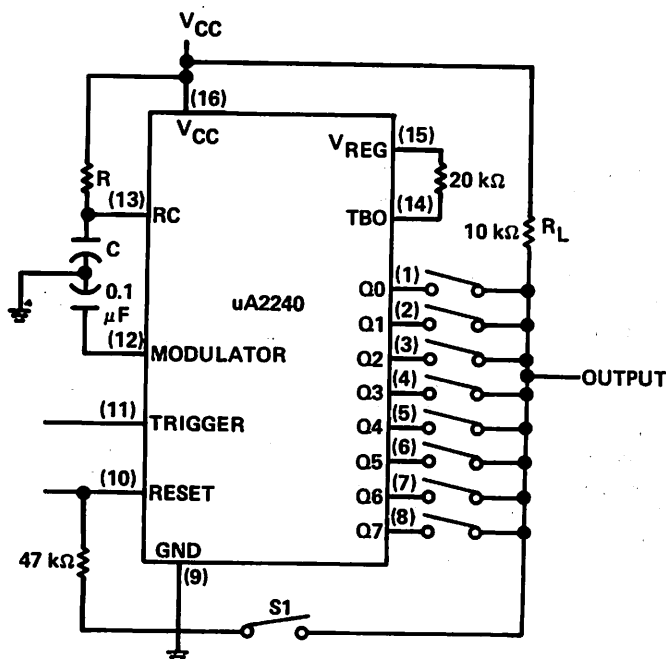 VCC
(16)
VCC
(15)
VREG
R
20 kΩ
(13)
RC
(14)
TBO
10 kΩ RL
C
0.1
μF
uA2240
(1)
Q0
(2)
Q1
(12)
MODULATOR
(3)
Q2
OUTPUT
(4)
Q3
(11)
TRIGGER
(5)
Q4
(6)
Q5
(10)
RESET
(7)
Q6
(8)
Q7
47 kΩ
GND
(9)
S1